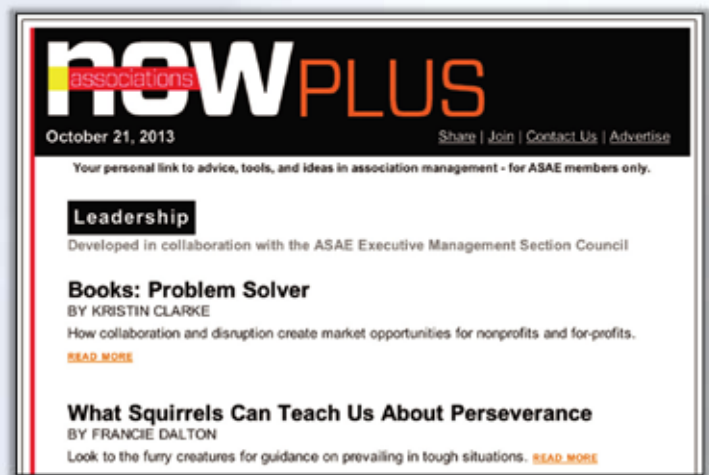 associations
now PLUS
October 21, 2013
Share | Join | Contact Us | Advertise
Your personal link to advice, tools, and ideas in association management - for ASAE members only.
Leadership
Developed in collaboration with the ASAE Executive Management Section Council
Books: Problem Solver
BY KRISTIN CLARKE
How collaboration and disruption create market opportunities for nonprofits and for-profits.
READ MORE
What Squirrels Can Teach Us About Perseverance
BY FRANCIE DALTON
Look to the furry creatures for guidance on prevailing in tough situations. READ MORE